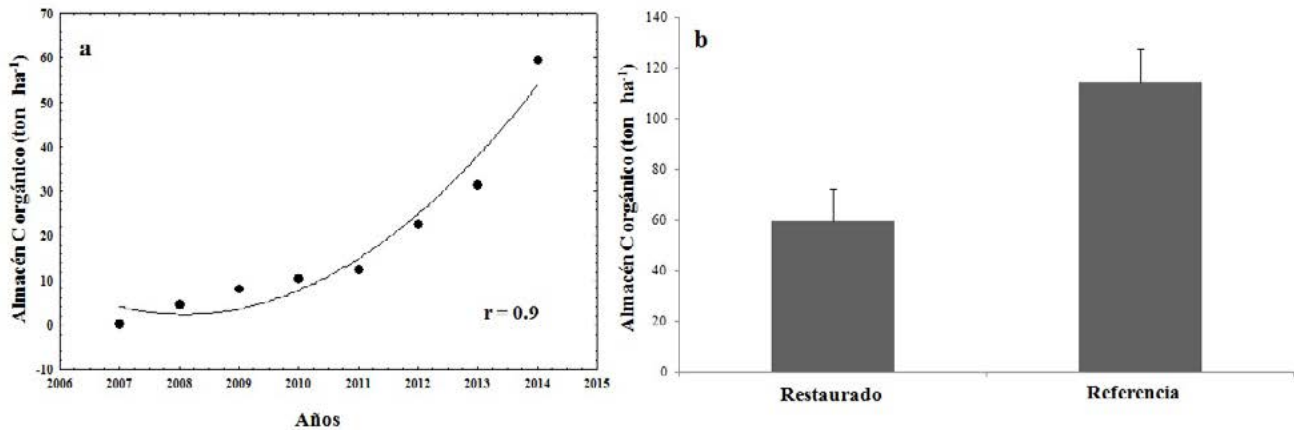 a
Almacén C orgánico (ton ha-1)
70
60
50
40
30
20
10
0
-10
2006 2007 2008 2009 2010 2011 2012 2013 2014 2015
r = 0.9
Años
b
Almacén C orgánico (ton ha-1)
140
120
100
80
60
40
20
0
Restaurado Referencia